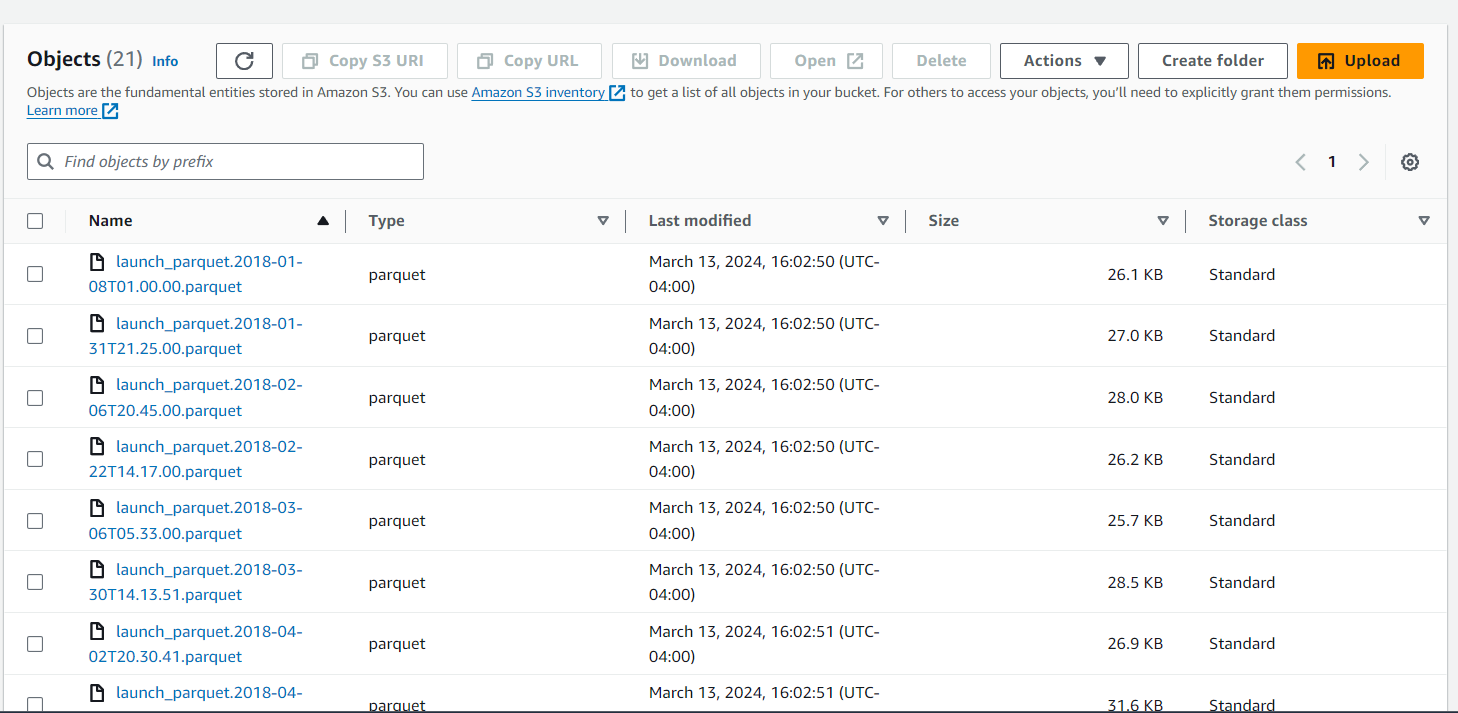 Objects (21) Info
Copy S3 URI
Copy URL
Download
Open
Delete
Actions
Create folder
Upload
Objects are the fundamental entities stored in Amazon S3. You can use Amazon S3 inventory to get a list of all objects in your bucket. For others to access your objects, you'll need to explicitly grant them permissions.
Learn more
Find objects by prefix
1
Name Type Last modified Size Storage class
launch_parquet.2018-01-
08T01.00.00.parquet
parquet
March 13, 2024, 16:02:50 (UTC-
04:00)
26.1 KB
Standard
launch_parquet.2018-01-
31T21.25.00.parquet
parquet
March 13, 2024, 16:02:50 (UTC-
04:00)
27.0 KB
Standard
launch_parquet.2018-02-
06T20.45.00.parquet
parquet
March 13, 2024, 16:02:50 (UTC-
04:00)
28.0 KB
Standard
launch_parquet.2018-02-
22T14.17.00.parquet
parquet
March 13, 2024, 16:02:50 (UTC-
04:00)
26.2 KB
Standard
launch_parquet.2018-03-
06T05.33.00.parquet
parquet
March 13, 2024, 16:02:50 (UTC-
04:00)
25.7 KB
Standard
launch_parquet.2018-03-
30T14.13.51.parquet
parquet
March 13, 2024, 16:02:50 (UTC-
04:00)
28.5 KB
Standard
launch_parquet.2018-04-
02T20.30.41.parquet
parquet
March 13, 2024, 16:02:51 (UTC-
04:00)
26.9 KB
Standard
launch_parquet.2018-04-
parquet
March 13, 2024, 16:02:51 (UTC-
31.6 KB
Standard